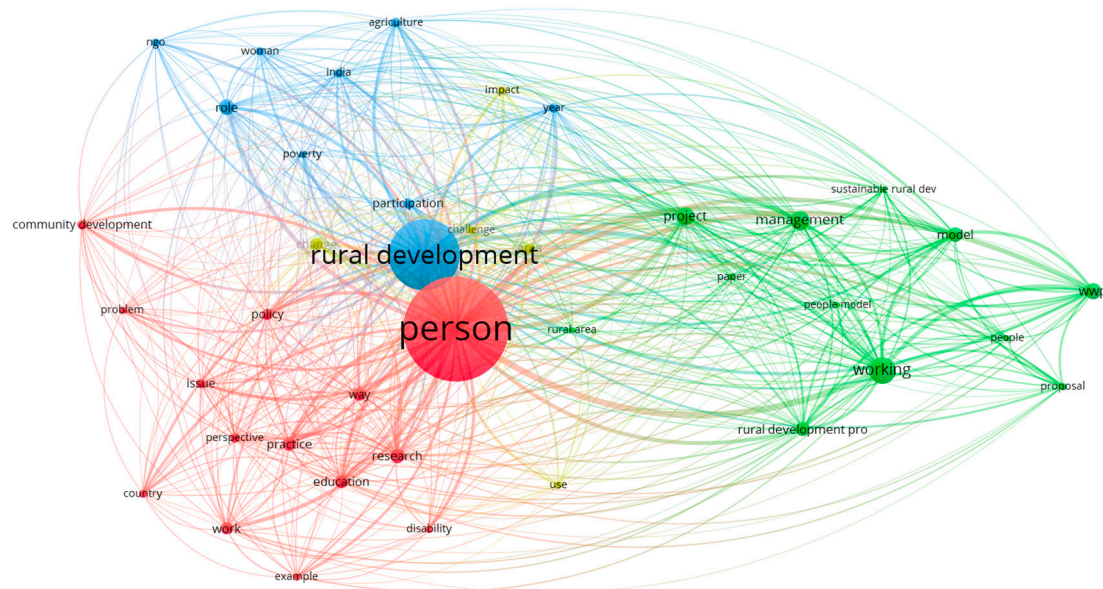 agriculture
ngo
woman
india
impact
role
year
poverty
sustainable rural dev
participation
project
management
community development
challenge
model
change
rural development
paper
people model
problem
policy
person
rural area
people
working
issue
proposal
way
rural development pro
perspective
practice
research
education
use
country
work
disability
example